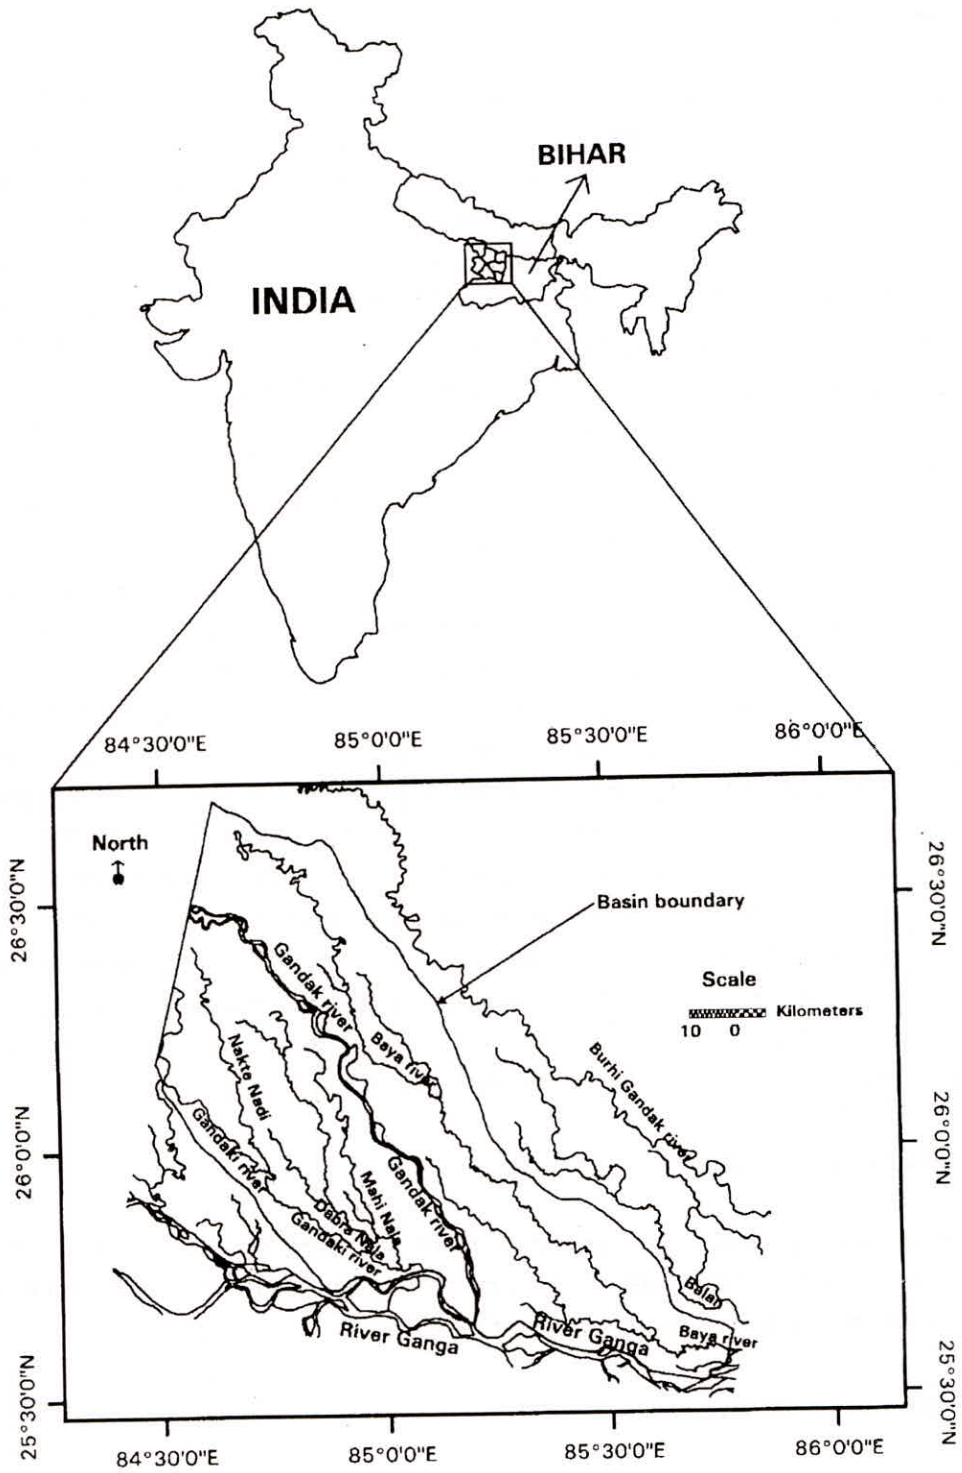 BIHAR
INDIA
84°30'0"E
85°0'0"E
85°30'0"E
86°0'0"E
North
26°30'0"N
26°30'0"N
Basin boundary
Scale
Kilometers
10 0
Gandak river
Baya river
Burhi Gandak river
Nakta Nadi
Gandaki river
26°0'0"N
26°0'0"N
Mahi Nala
Gandak river
Dabra Nala
Gandaki river
Balan
River Ganga
River Ganga
Baya river
25°30'0"N
25°30'0"N
84°30'0"E
85°0'0"E
85°30'0"E
86°0'0"E